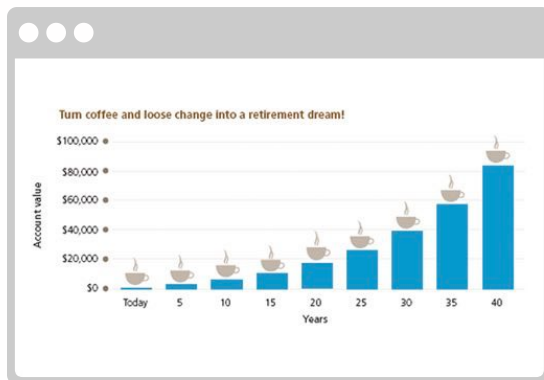 Turn coffee and loose change into a retirement dream!
$100,000
$80,000
$60,000
$40,000
$20,000
$0
Account value
Today 5 10 15 20 25 30 35 40
Years